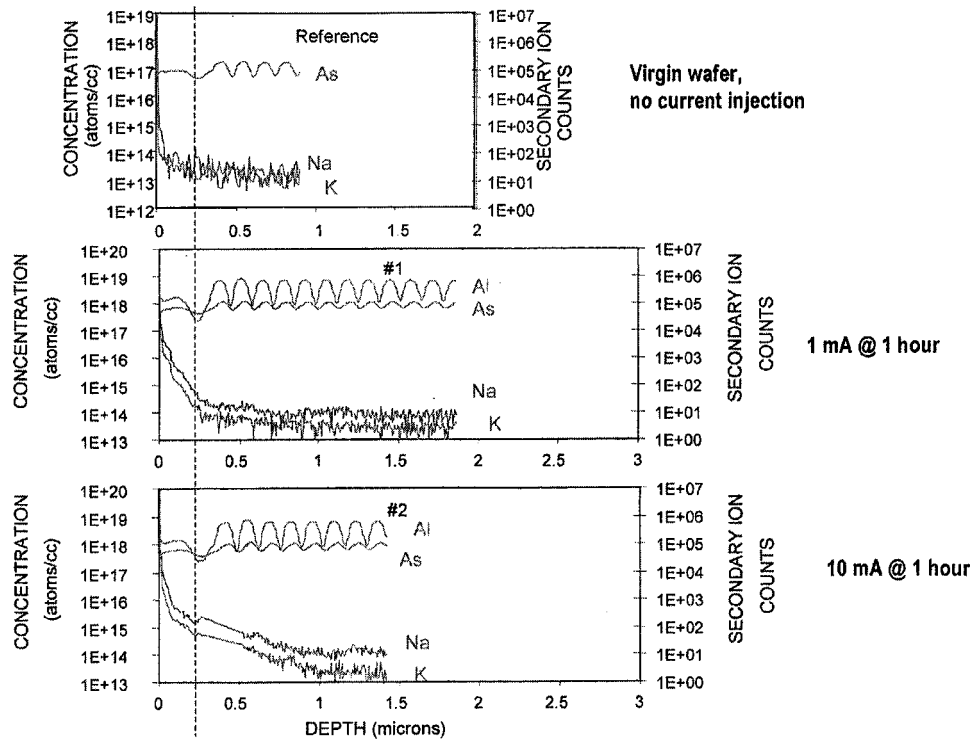 CONCENTRATION
(atoms/cc)
1E+19
1E+18
1E+17
1E+16
1E+15
1E+14
1E+13
1E+12
Reference
As
Na
K
0
0.5
1
1.5
2
1E+07
1E+06
1E+05
1E+04
1E+03
1E+02
1E+01
1E+00
SECONDARY ION
COUNTS
Virgin wafer,
no current injection
CONCENTRATION
(atoms/cc)
1E+20
1E+19
1E+18
1E+17
1E+16
1E+15
1E+14
1E+13
#1
Al
As
Na
K
0
0.5
1
1.5
2
2.5
3
1E+07
1E+06
1E+05
1E+04
1E+03
1E+02
1E+01
1E+00
SECONDARY ION
COUNTS
1 mA @ 1 hour
CONCENTRATION
(atoms/cc)
1E+20
1E+19
1E+18
1E+17
1E+16
1E+15
1E+14
1E+13
#2
Al
As
Na
K
0
0.5
1
1.5
2
2.5
3
DEPTH (microns)
1E+07
1E+06
1E+05
1E+04
1E+03
1E+02
1E+01
1E+00
SECONDARY ION
COUNTS
10 mA @ 1 hour